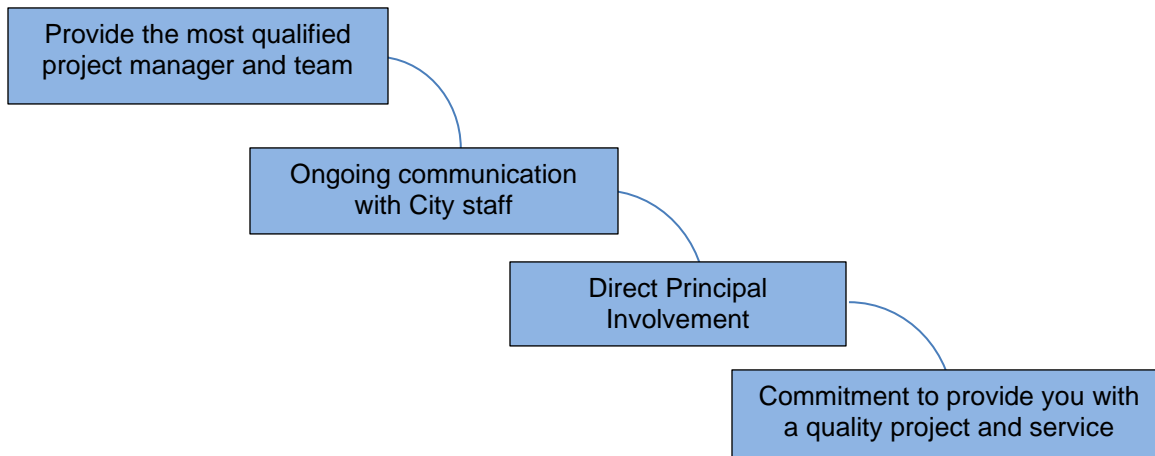 Provide the most qualified
project manager and team
Ongoing communication
with City staff
Direct Principal
Involvement
Commitment to provide you with
a quality project and service